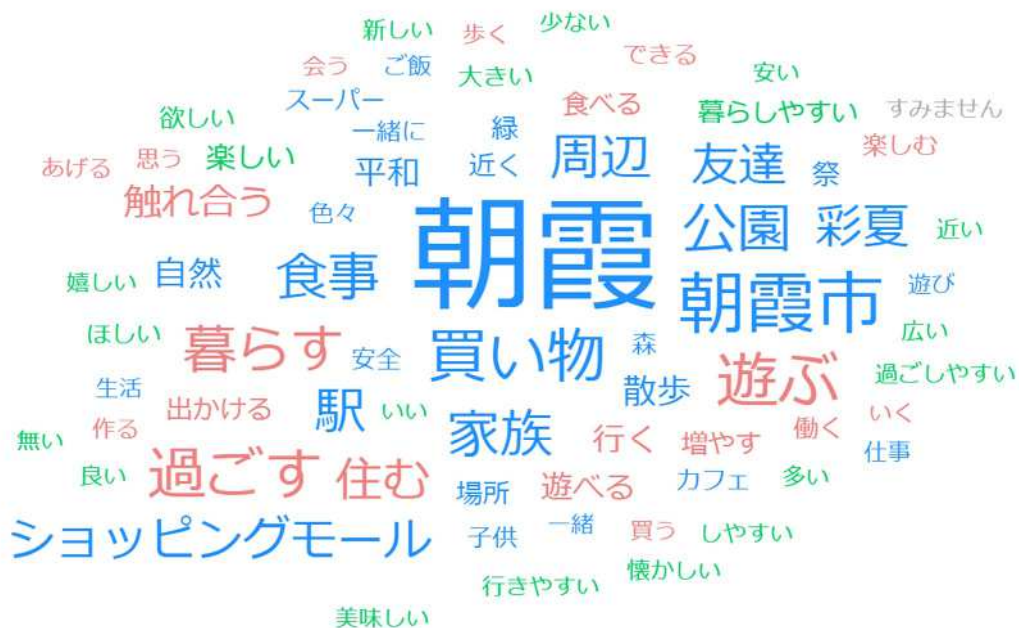 新しい 歩く 少ない
会う ご飯 大きい できる 安い
スーパー 食べる 暮らしやすい すみません
欲しい 一緒に 緑 周辺 友達 楽しむ
あげる 思う 楽しい 平和 近く 祭
触れ合う 色々 朝霞 公園 彩夏 近い
嬉しい 自然 食事 朝霞市 遊び
ほしい 暮らす 安全 買い物 森 遊ぶ 広い
生活 出かける 駅 いい 散歩 過ごしやすい
無い 作る 家族 行く 増やす 働く いく
良い 過ごす 住む 場所 遊べる カフェ 多い 仕事
ショッピングモール 子供 一緒 買う しやすい
行きやすい 懐かしい
美味しい